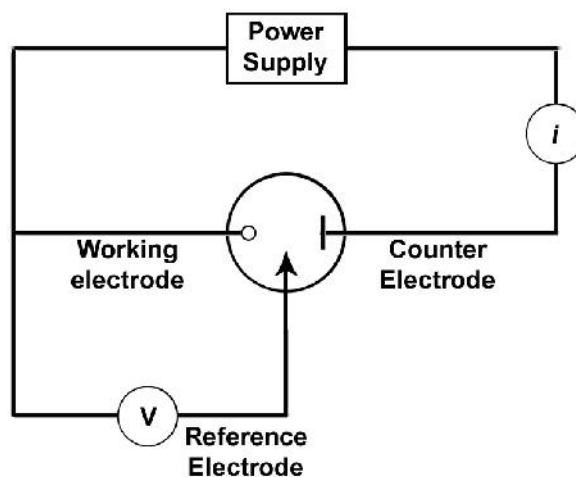 Power
Supply
i
Working
electrode
Counter
Electrode
V
Reference
Electrode